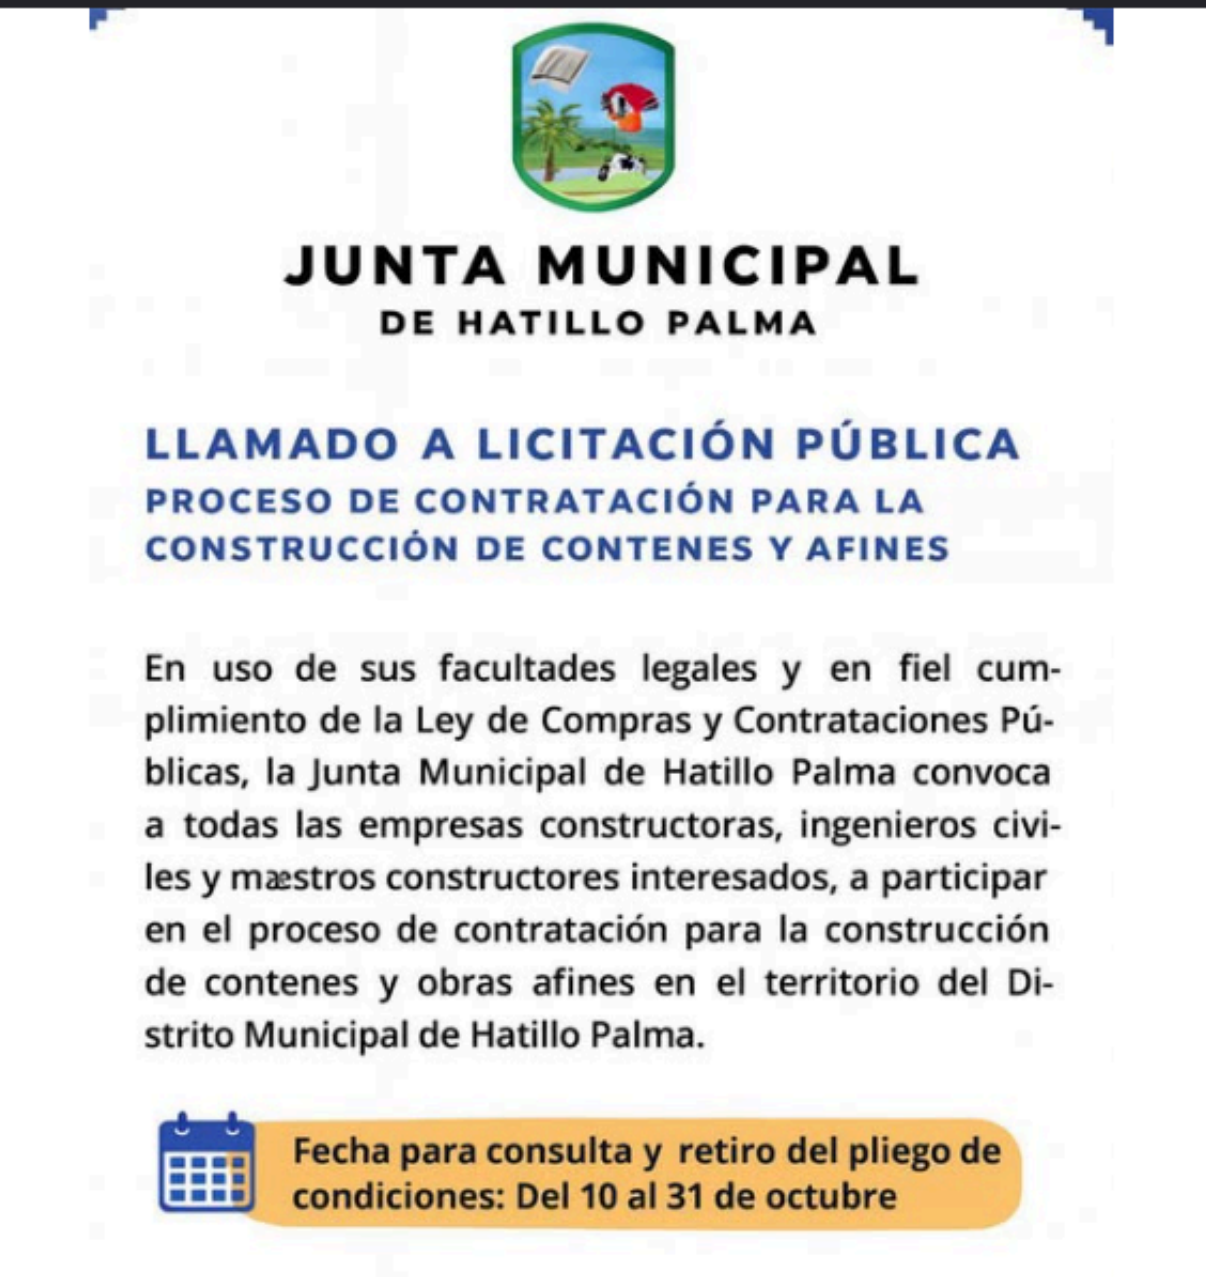 JUNTA MUNICIPAL
DE HATILLO PALMA
LLAMADO A LICITACIÓN PÚBLICA
PROCESO DE CONTRATACIÓN PARA LA
CONSTRUCCIÓN DE CONTENES Y AFINES
En uso de sus facultades legales y en fiel cum-
plimiento de la Ley de Compras y Contrataciones Pú-
blicas, la Junta Municipal de Hatillo Palma convoca
a todas las empresas constructoras, ingenieros civi-
les y mæstros constructores interesados, a participar
en el proceso de contratación para la construcción
de contenes y obras afines en el territorio del Di-
strito Municipal de Hatillo Palma.
Fecha para consulta y retiro del pliego de
condiciones: Del 10 al 31 de octubre